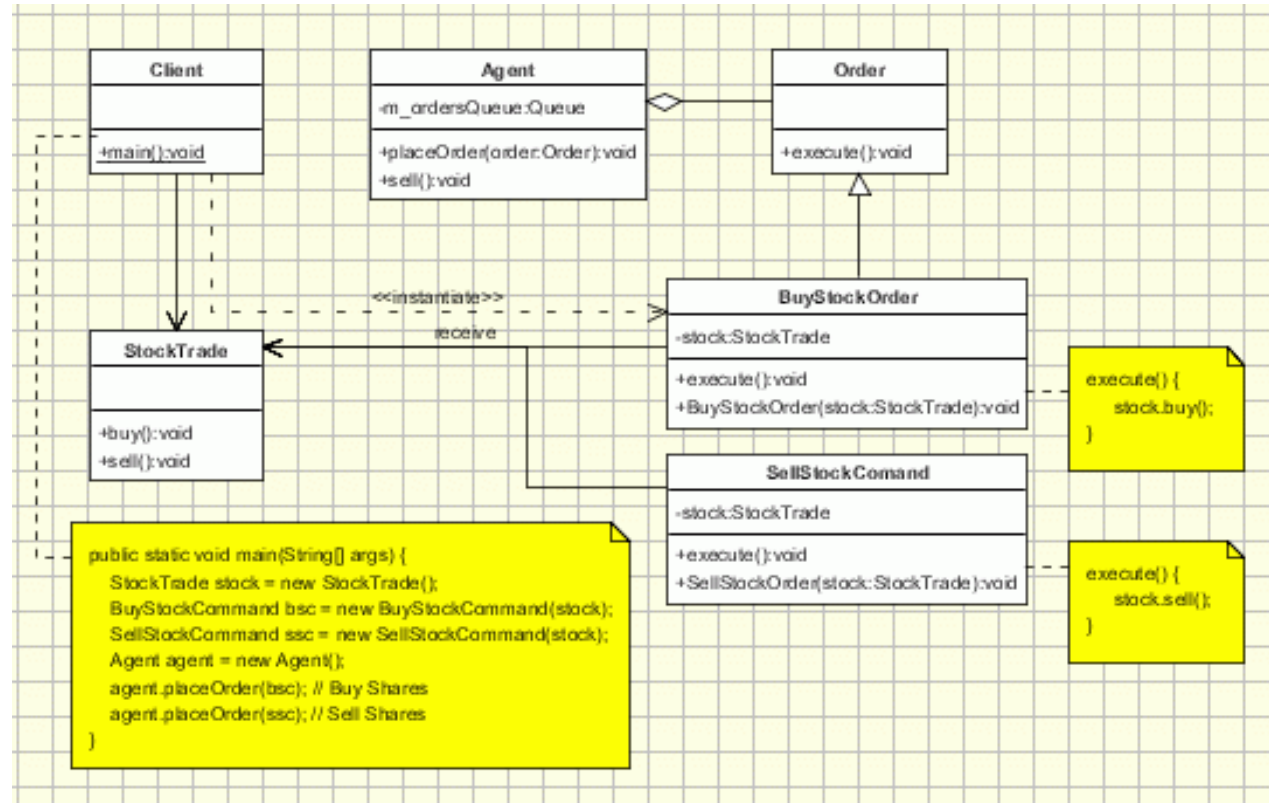 Client
+main():void
Agent
-m_ordersQueue:Queue
+placeOrder(order:Order):void
+sell():void
Order
+execute():void
<<instantiate>>
receive
StockTrade
+buy():void
+sell():void
BuyStockOrder
-stock:StockTrade
+execute():void
+BuyStockOrder(stock:StockTrade):void
execute() {
stock.buy();
}
SellStockComand
-stock:StockTrade
+execute():void
+SellStockOrder(stock:StockTrade):void
execute() {
stock.sell();
}
public static void main(String[] args) {
StockTrade stock = new StockTrade();
BuyStockCommand bsc = new BuyStockCommand(stock);
SellStockCommand ssc = new SellStockCommand(stock);
Agent agent = new Agent();
agent.placeOrder(bsc); // Buy Shares
agent.placeOrder(ssc); // Sell Shares
}